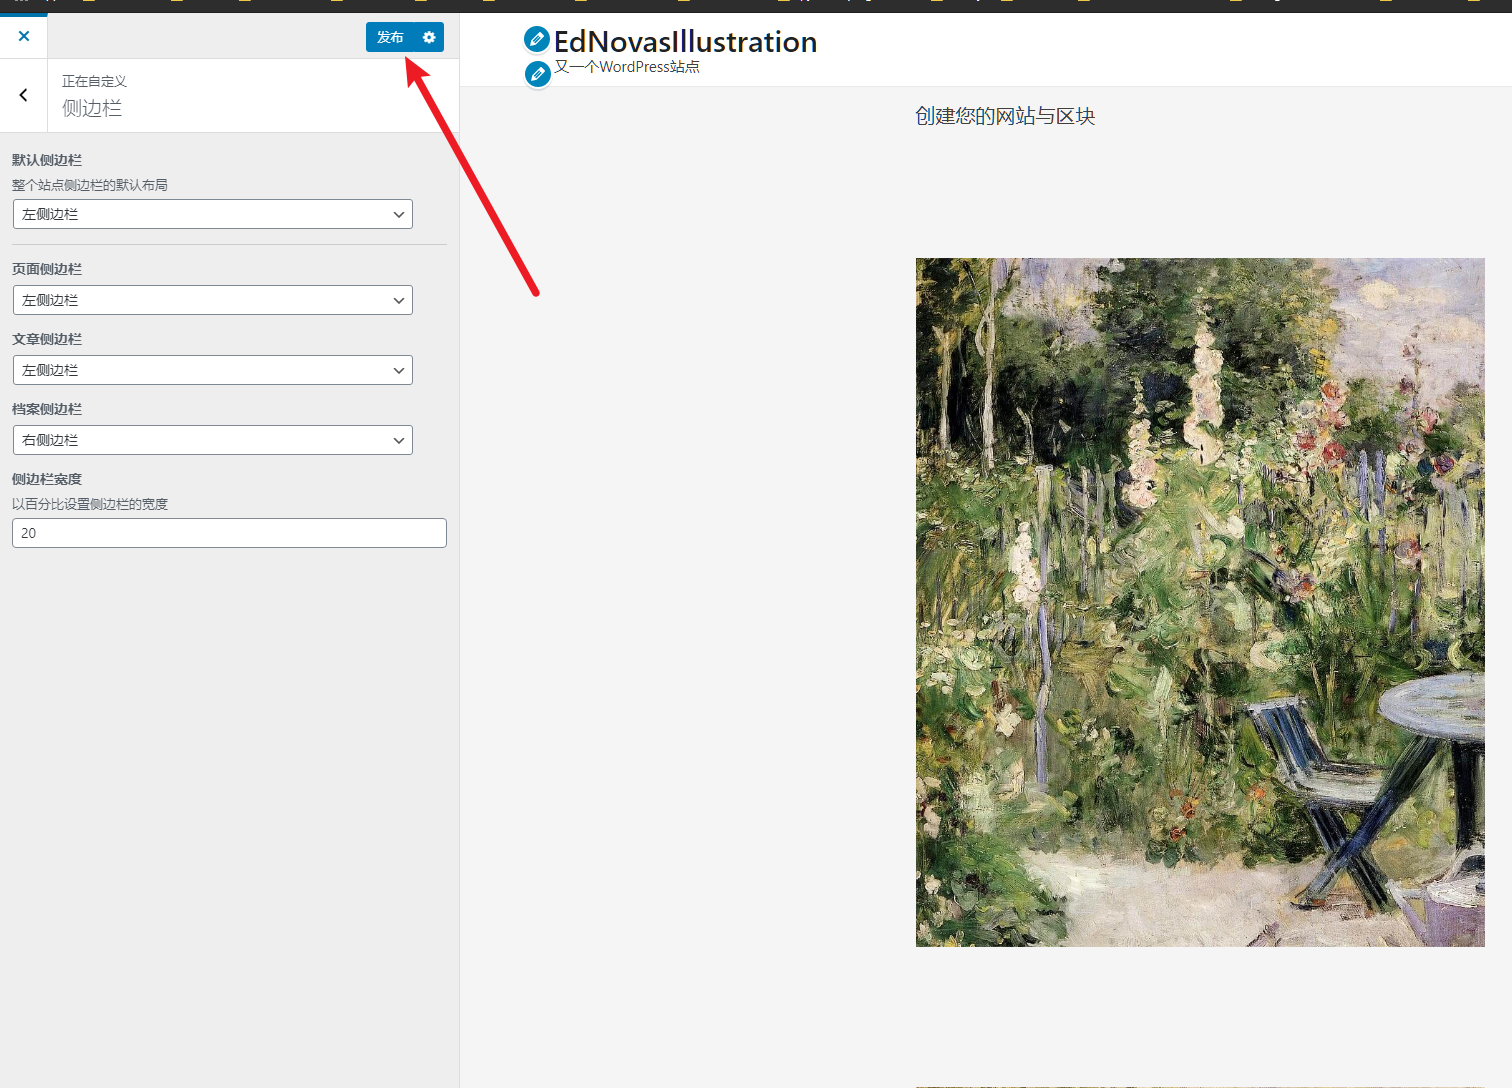 发布
正在自定义
侧边栏
默认侧边栏
整个站点侧边栏的默认布局
左侧边栏
页面侧边栏
左侧边栏
文章侧边栏
左侧边栏
档案侧边栏
右侧边栏
侧边栏宽度
以百分比设置侧边栏的宽度
20
EdNovasIllustration
又一个WordPress站点
创建您的网站与区块